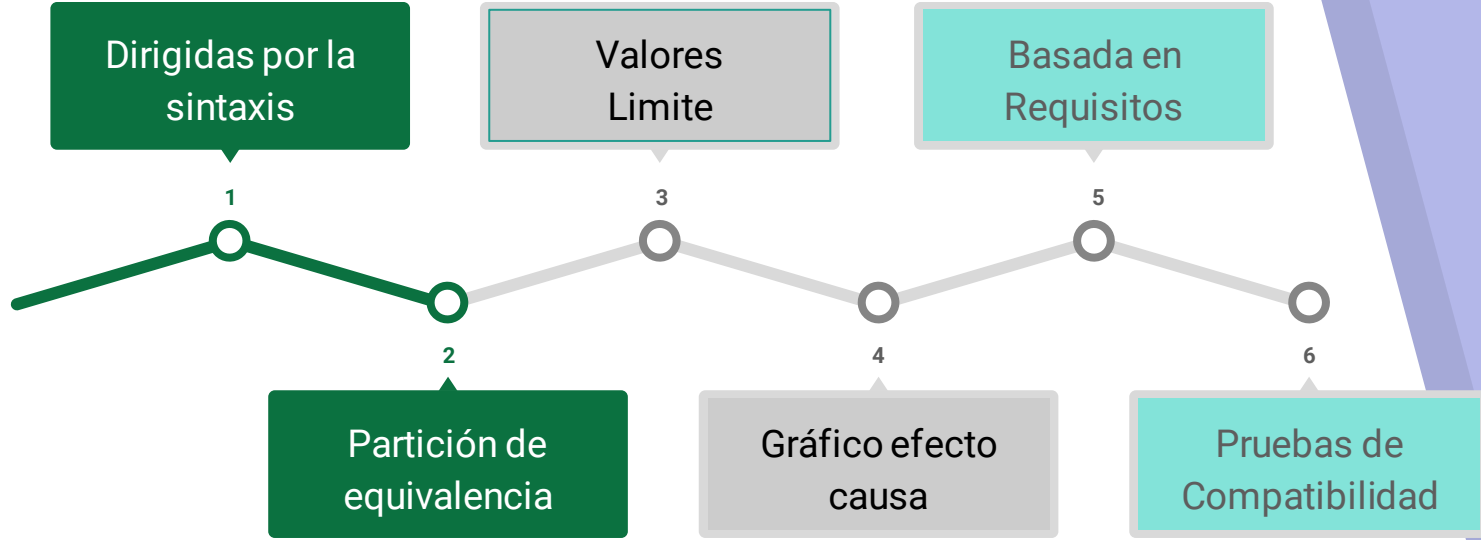 Dirigidas por la
sintaxis
1
Partición de
equivalencia
2
Valores
Limite
3
Gráfico efecto
causa
4
Basada en
Requisitos
5
Pruebas de
Compatibilidad
6